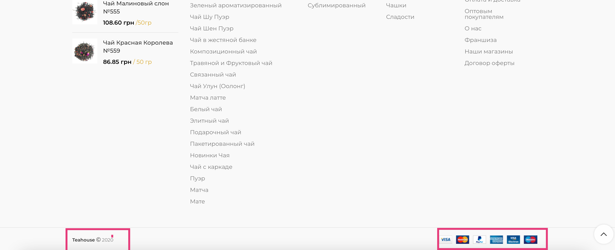 Чай Малиновый слон
№555
108.60 грн /50гр
Чай Красная Королева
№559
86.85 грн / 50 гр
Зеленый ароматизированный
Чай Шу Пуэр
Чай Шен Пуэр
Чай в жестяной банке
Композиционный чай
Травяной и Фруктовый чай
Связанный чай
Чай Улун (Оолонг)
Матча латте
Белый чай
Элитный чай
Подарочный чай
Пакетированный чай
Новинки Чая
Чай с каркаде
Пуэр
Матча
Мате
Сублимированный
Чашки
Сладости
Оптовым
покупателям
О нас
Франшиза
Наши магазины
Договор оферты
Teahouse © 2020
VISA